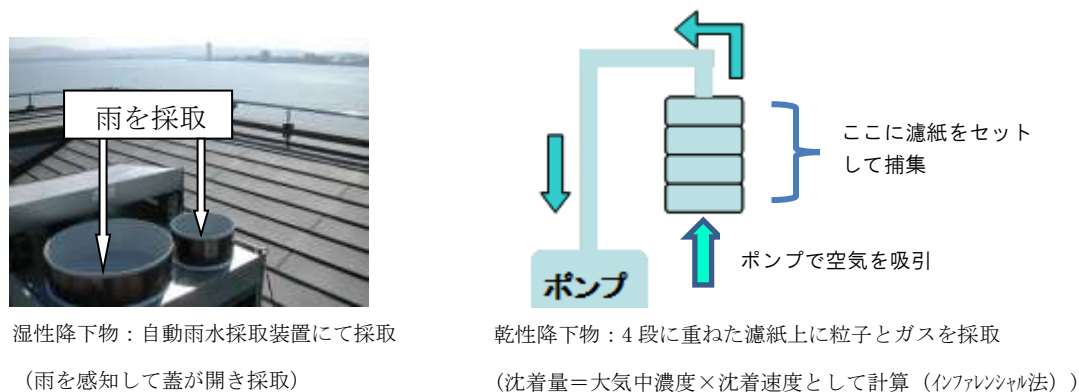 雨を採取
湿性降下物：自動雨水採取装置にて採取
（雨を感知して蓋が開き採取）
ここに濾紙をセット
して捕集
ポンプで空気を吸引
ポンプ
乾性降下物：4 段に重ねた濾紙上に粒子とガスを採取
（沈着量＝大気中濃度×沈着速度として計算（ｲﾝﾌｧﾚﾝｼｬﾙ法））